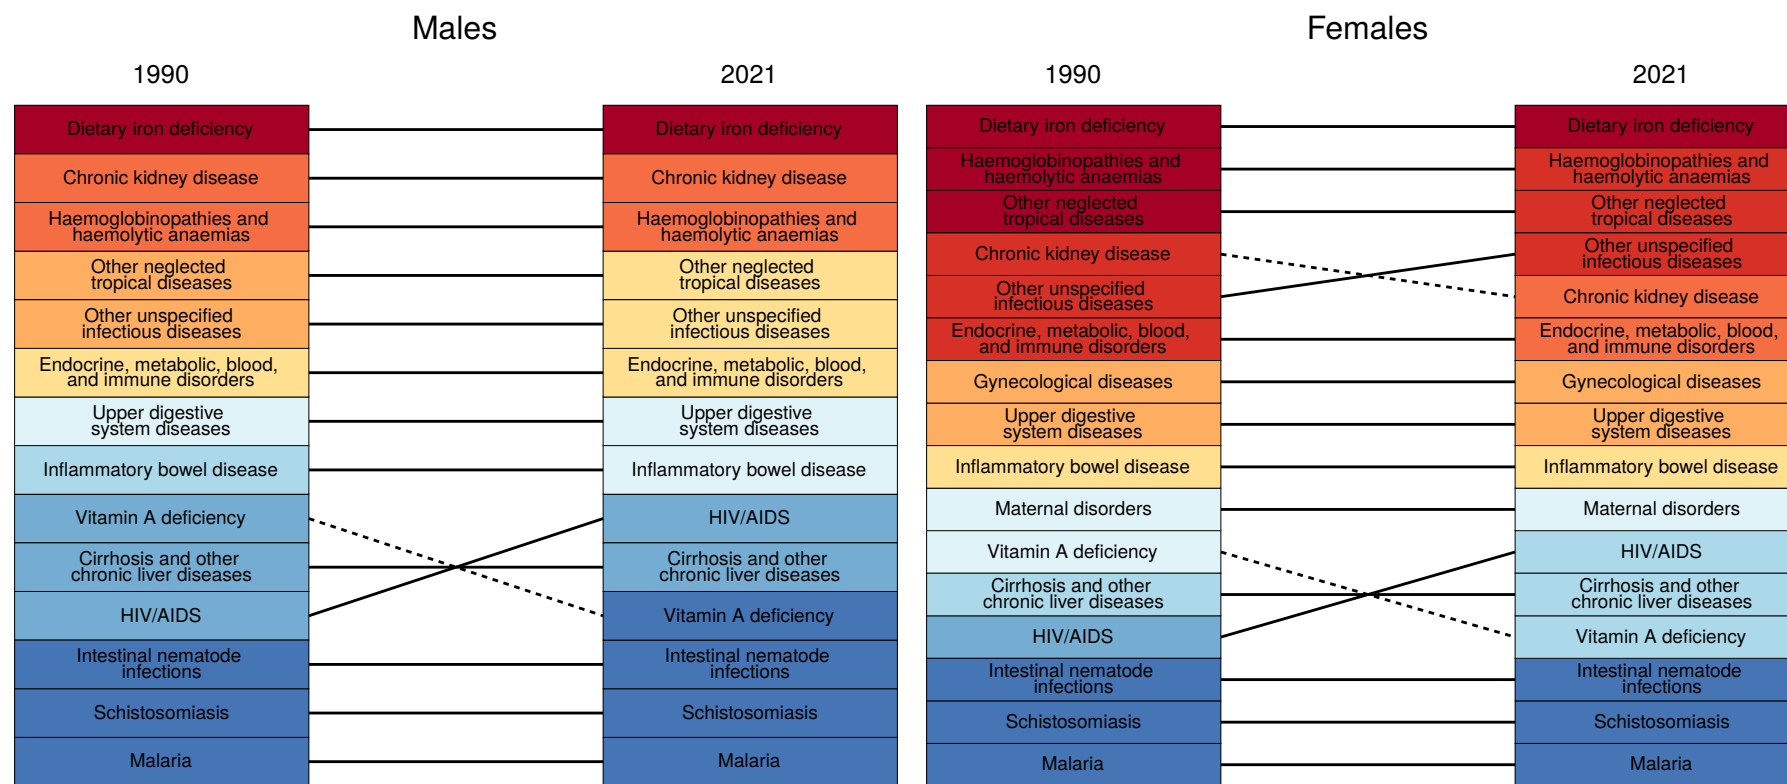 Males
1990
2021
Dietary iron deficiency
Chronic kidney disease
Haemoglobinopathies and
haemolytic anaemias
Other neglected
tropical diseases
Other unspecified
infectious diseases
Endocrine, metabolic, blood,
and immune disorders
Upper digestive
system diseases
Inflammatory bowel disease
Vitamin A deficiency
Cirrhosis and other
chronic liver diseases
HIV/AIDS
Intestinal nematode
infections
Schistosomiasis
Malaria
Dietary iron deficiency
Chronic kidney disease
Haemoglobinopathies and
haemolytic anaemias
Other neglected
tropical diseases
Other unspecified
infectious diseases
Endocrine, metabolic, blood,
and immune disorders
Upper digestive
system diseases
Inflammatory bowel disease
HIV/AIDS
Cirrhosis and other
chronic liver diseases
Vitamin A deficiency
Intestinal nematode
infections
Schistosomiasis
Malaria
Females
1990
2021
Dietary iron deficiency
Haemoglobinopathies and
haemolytic anaemias
Other neglected
tropical diseases
Chronic kidney disease
Other unspecified
infectious diseases
Endocrine, metabolic, blood,
and immune disorders
Gynecological diseases
Upper digestive
system diseases
Inflammatory bowel disease
Maternal disorders
Vitamin A deficiency
Cirrhosis and other
chronic liver diseases
HIV/AIDS
Intestinal nematode
infections
Schistosomiasis
Malaria
Dietary iron deficiency
Haemoglobinopathies and
haemolytic anaemias
Other neglected
tropical diseases
Other unspecified
infectious diseases
Chronic kidney disease
Endocrine, metabolic, blood,
and immune disorders
Gynecological diseases
Upper digestive
system diseases
Inflammatory bowel disease
Maternal disorders
HIV/AIDS
Cirrhosis and other
chronic liver diseases
Vitamin A deficiency
Intestinal nematode
infections
Schistosomiasis
Malaria